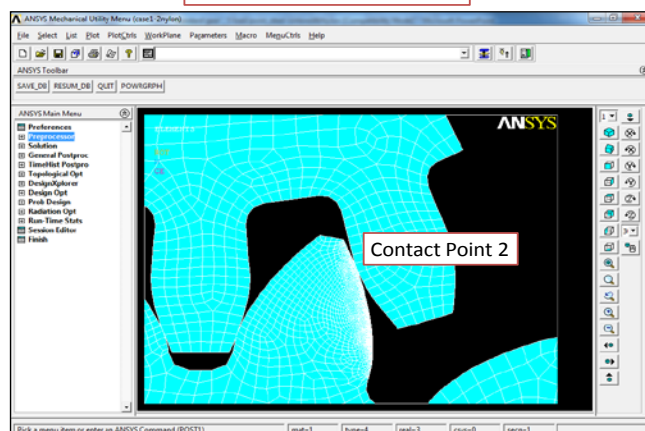 ANSYS Mechanical Utility Menu (case1-2nylon)
File Select List Plot PlotCtrls WorkPlane Parameters Macro MenuCtrls Help
ANSYS Toolbar
SAVE_DB RESUM_DB QUIT POWRGRPH
ANSYS Main Menu
Preferences
Preprocessor
Solution
General Postproc
TimeHist Postpro
Topological Opt
DesignXplorer
Design Opt
Prob Design
Radiation Opt
Run-Time Stats
Session Editor
Finish
ELEMENTS
ANSYS
Contact Point 2
1
3
Pick a menu item or enter an ANSYS Command (POST1)
mat=1
type=4
real=3
csys=0
secn=1